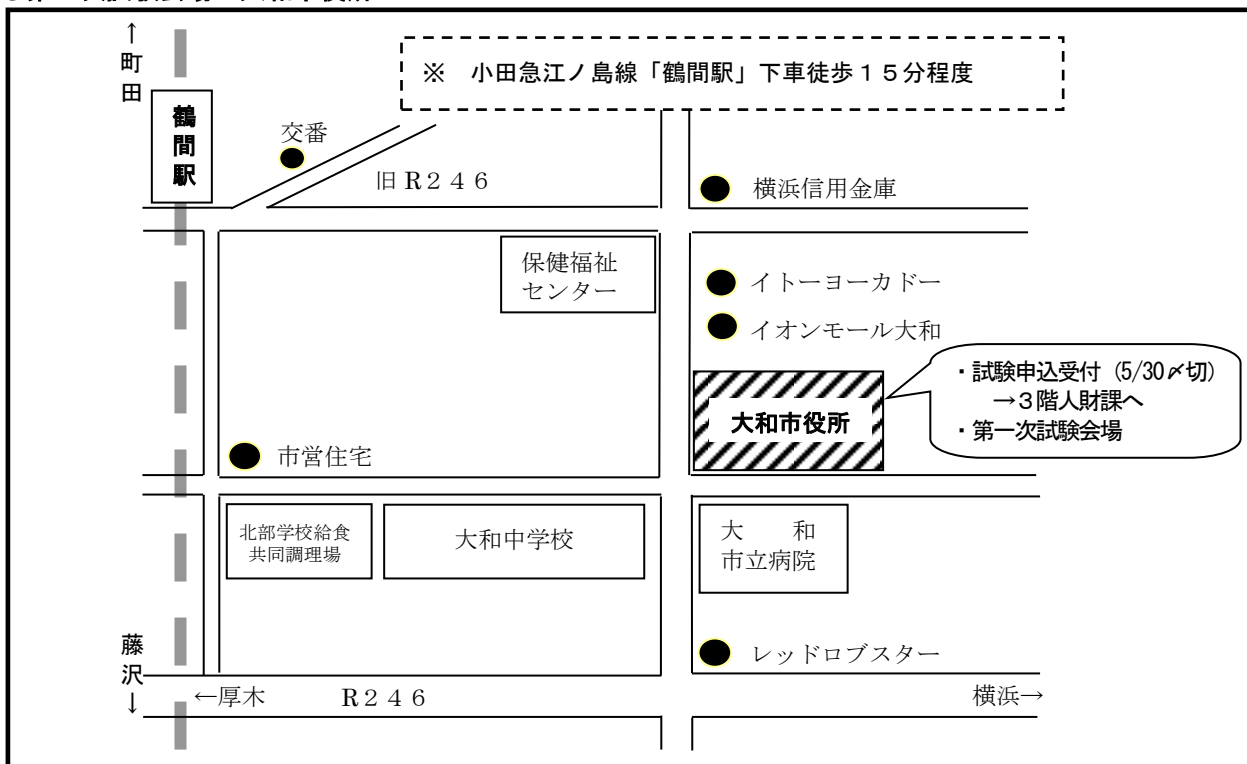 ↑
町
田
※　小田急江ノ島線「鶴間駅」下車徒歩１５分程度
鶴
間
駅
交番
旧Ｒ２４６
横浜信用金庫
保健福祉
センター
イトーヨーカドー
イオンモール大和
・試験申込受付（5/30〆切）
→３階人財課へ
・第一次試験会場
大和市役所
市営住宅
北部学校給食
共同調理場
大和中学校
大　　和
市立病院
藤
沢
↓
レッドロブスター
←厚木
Ｒ２４６
横浜→